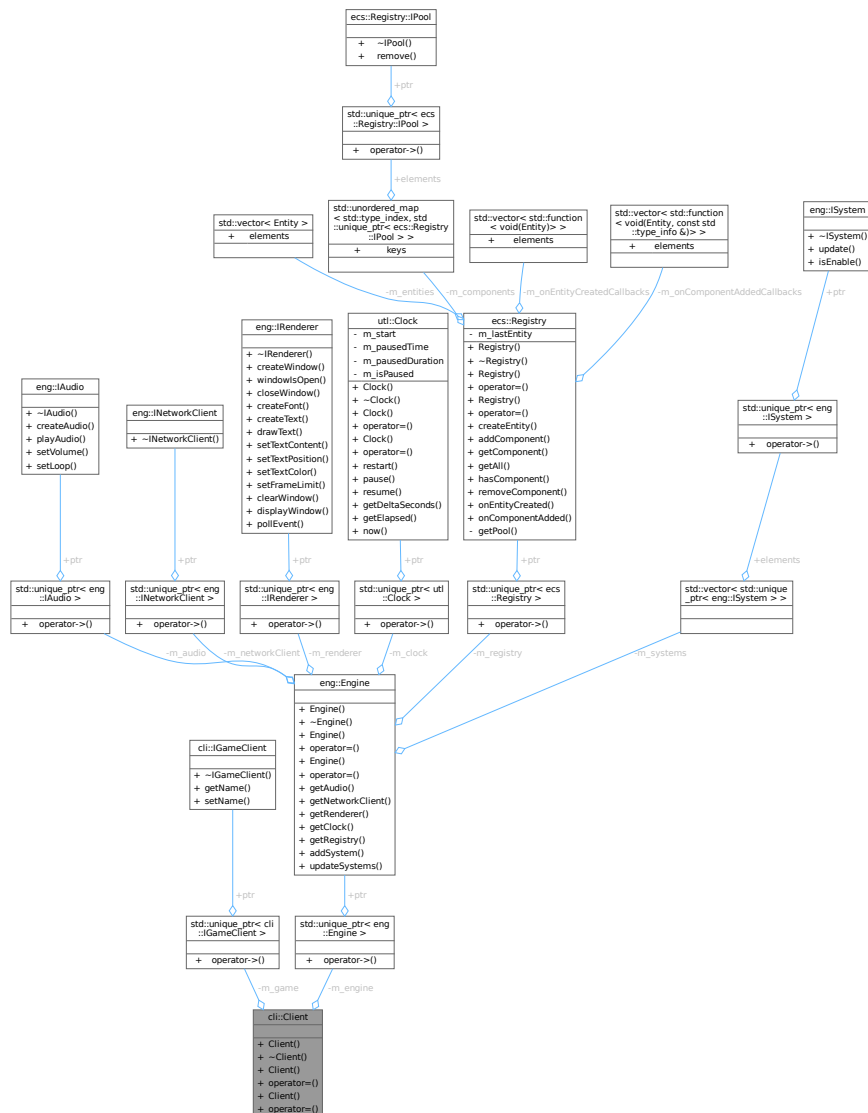 ecs::Registry::IPool
+ ~IPool()
+ remove()
+ptr
std::unique_ptr< ecs
::Registry::IPool >
+ operator->()
+elements
std::unordered_map
< std::type_index, std
::unique_ptr< ecs::Registry
::IPool > >
+ keys
std::vector< Entity >
+ elements
std::vector< std::function
< void(Entity)> >
+ elements
std::vector< std::function
< void(Entity, const std
::type_info &)> >
+ elements
eng::ISystem
+ ~ISystem()
+ update()
+ isEnable()
-m_entities
-m_components
-m_onEntityCreatedCallbacks
-m_onComponentAddedCallbacks
+ptr
eng::IAudio
+ ~IAudio()
+ createAudio()
+ playAudio()
+ setVolume()
+ setLoop()
eng::INetworkClient
+ ~INetworkClient()
eng::IRenderer
+ ~IRenderer()
+ createWindow()
+ windowIsOpen()
+ closeWindow()
+ createFont()
+ createText()
+ drawText()
+ setTextContent()
+ setTextPosition()
+ setTextColor()
+ setFrameLimit()
+ clearWindow()
+ displayWindow()
+ pollEvent()
utl::Clock
- m_start
- m_pausedTime
- m_pausedDuration
- m_isPaused
+ Clock()
+ ~Clock()
+ Clock()
+ operator=()
+ Clock()
+ operator=()
+ restart()
+ pause()
+ resume()
+ getDeltaSeconds()
+ getElapsed()
+ now()
ecs::Registry
- m_lastEntity
+ Registry()
+ ~Registry()
+ Registry()
+ operator=()
+ Registry()
+ operator=()
+ createEntity()
+ addComponent()
+ getComponent()
+ getAll()
+ hasComponent()
+ removeComponent()
+ onEntityCreated()
+ onComponentAdded()
- getPool()
std::unique_ptr< eng
::ISystem >
+ operator->()
+ptr
+ptr
+ptr
+ptr
+ptr
+elements
std::unique_ptr< eng
::IAudio >
+ operator->()
std::unique_ptr< eng
::INetworkClient >
+ operator->()
std::unique_ptr< eng
::IRenderer >
+ operator->()
std::unique_ptr< utl
::Clock >
+ operator->()
std::unique_ptr< ecs
::Registry >
+ operator->()
std::vector< std::unique
_ptr< eng::ISystem > >
-m_audio
-m_networkClient
-m_renderer
-m_clock
-m_registry
-m_systems
eng::Engine
+ Engine()
+ ~Engine()
+ Engine()
+ operator=()
+ Engine()
+ operator=()
+ getAudio()
+ getNetworkClient()
+ getRenderer()
+ getClock()
+ getRegistry()
+ addSystem()
+ updateSystems()
cli::IGameClient
+ ~IGameClient()
+ getName()
+ setName()
+ptr
+ptr
std::unique_ptr< cli
::IGameClient >
+ operator->()
std::unique_ptr< eng
::Engine >
+ operator->()
-m_game
-m_engine
cli::Client
+ Client()
+ ~Client()
+ Client()
+ operator=()
+ Client()
+ operator=()